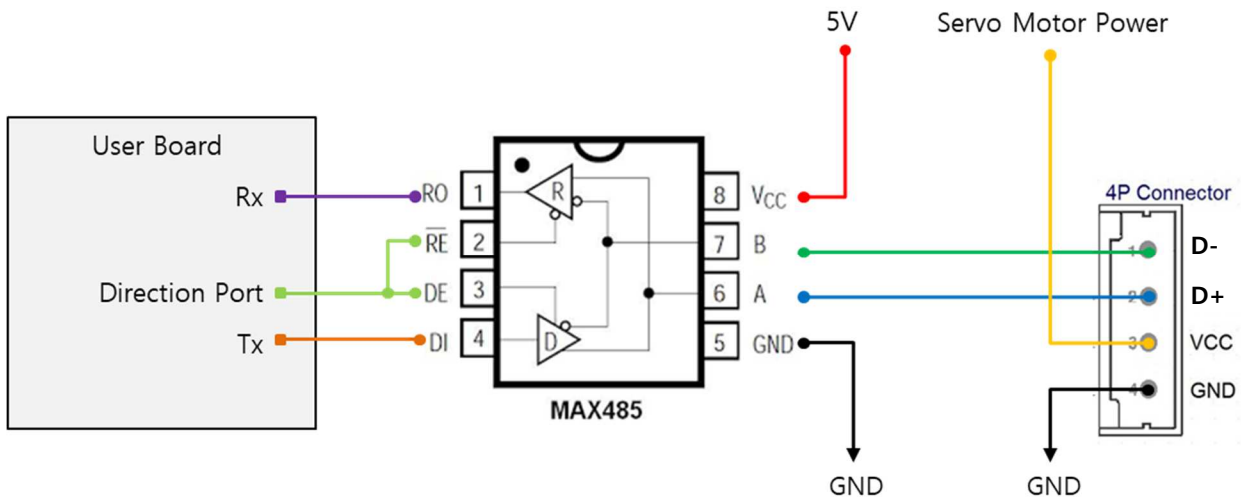 5V
Servo Motor Power
User Board
Rx
Direction Port
Tx
RO
RE
DE
DI
1
2
3
4
R
D
8
7
6
5
VCC
B
A
GND
MAX485
4P Connector
1
2
3
4
D-
D+
VCC
GND
GND
GND